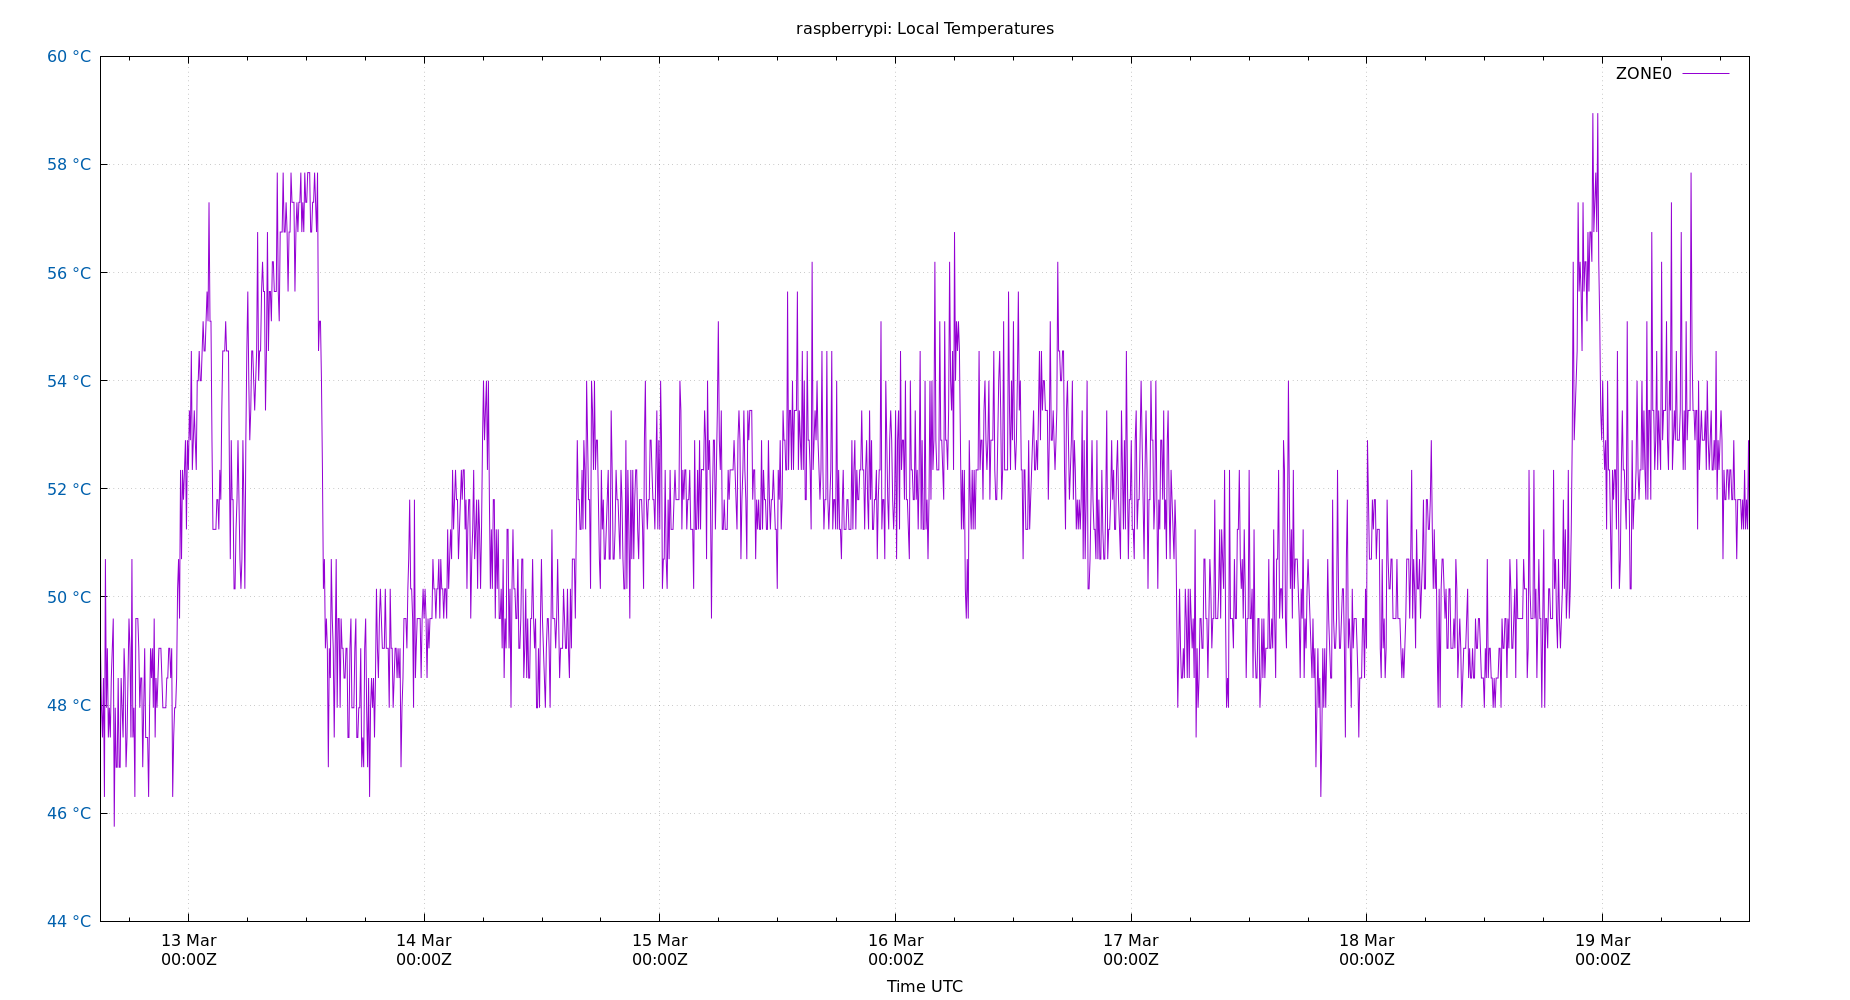 raspberrypi: Local Temperatures
60 °C
58 °C
56 °C
54 °C
52 °C
50 °C
48 °C
46 °C
44 °C
ZONE0
13 Mar
00:00Z
14 Mar
00:00Z
15 Mar
00:00Z
16 Mar
00:00Z
17 Mar
00:00Z
18 Mar
00:00Z
19 Mar
00:00Z
Time UTC